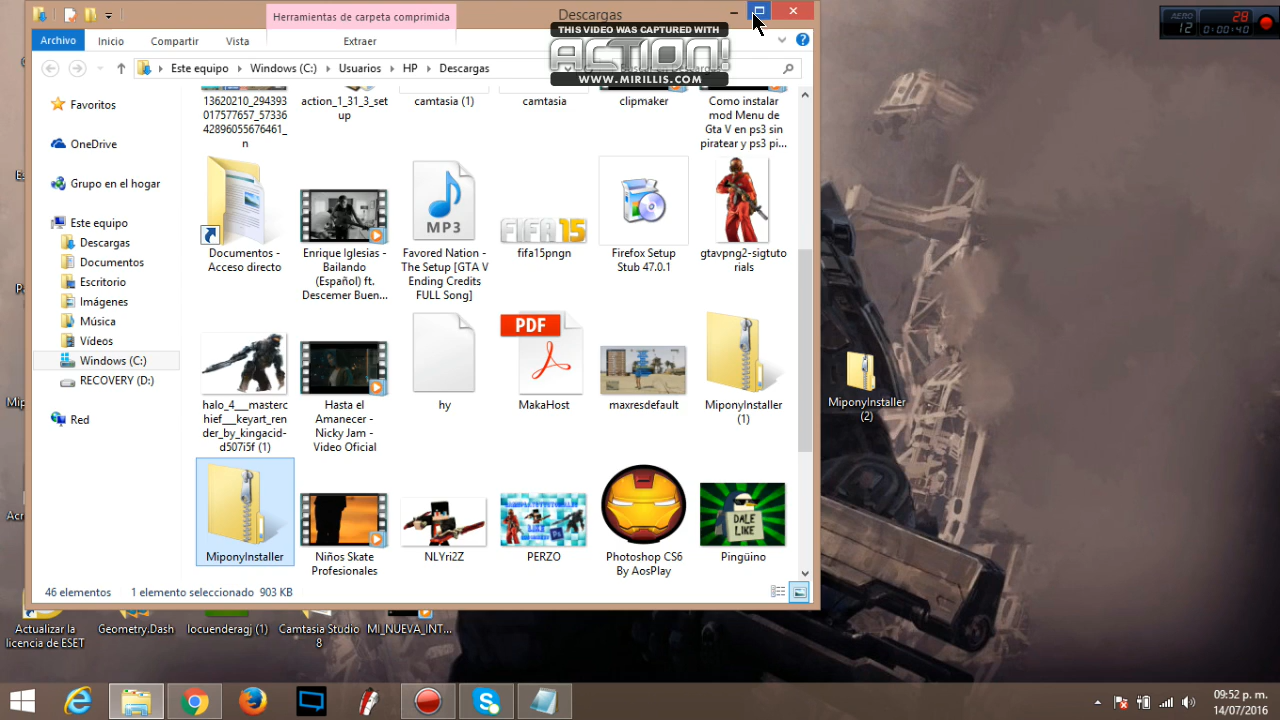 Herramientas de carpeta comprimida
Descargas
THIS VIDEO WAS CAPTURED WITH
ACTION!
WWW.MIRILLIS.COM
AERO
12
28
0:00:40
Archivo
Inicio
Compartir
Vista
Extraer
Este equipo
Windows (C:)
Usuarios
HP
Descargas
Favoritos
OneDrive
Grupo en el hogar
Este equipo
Descargas
Documentos
Escritorio
Imágenes
Música
Vídeos
Windows (C:)
RECOVERY (D:)
Red
13620210_294393
017577657_57336
42896055676461_
n
action_1_31_3_set
up
camtasia (1)
camtasia
clipmaker
Como instalar
mod Menu de
Gta V en ps3 sin
piratear y ps3 pi...
Documentos -
Acceso directo
Enrique Iglesias -
Bailando
(Español) ft.
Descemer Buen...
MP3
Favored Nation -
The Setup [GTA V
Ending Credits
FULL Song]
FIFA 15
fifa15pngn
Firefox Setup
Stub 47.0.1
gtavpng2-sigtuto
rials
halo_4___masterc
hief__keyart_ren
der_by_kingacid-
d507i5f (1)
Hasta el
Amanecer -
Nicky Jam -
Video Oficial
hy
PDF
MakaHost
maxresdefault
MiponyInstaller
(1)
MiponyInstaller
(2)
MiponyInstaller
Niños Skate
Profesionales
NLYri2Z
PERZO
Photoshop CS6
By AosPlay
DALE
LIKE
Pingüino
46 elementos
1 elemento seleccionado 903 KB
Actualizar la
licencia de ESET
Geometry.Dash
locuenderagj (1)
Camtasia Studio
8
MI_NUEVA_INT...
09:52 p. m.
14/07/2016